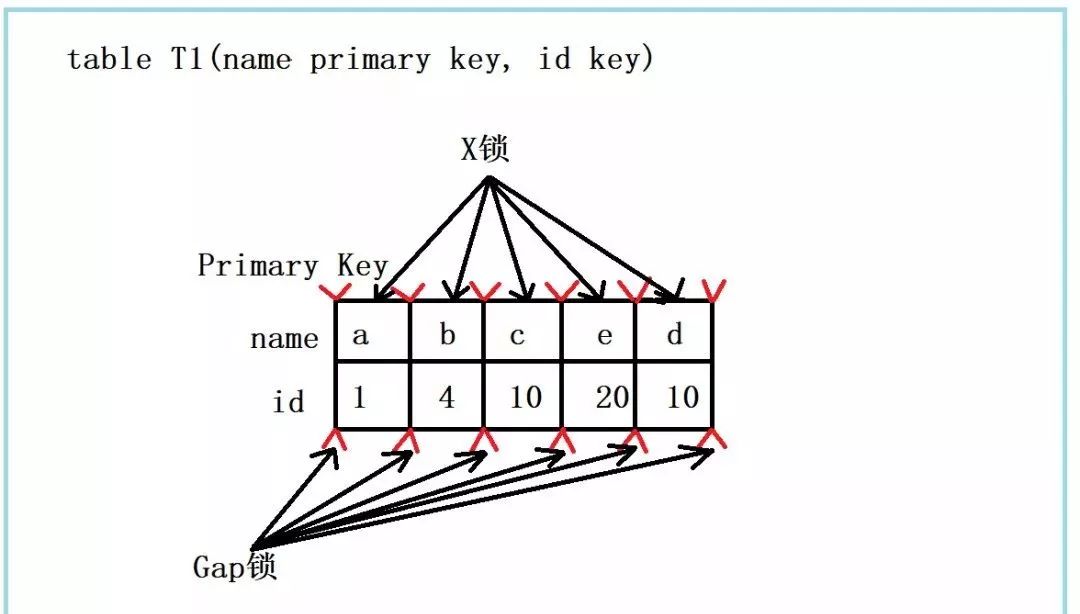 table T1(name primary key, id key)
X锁
Primary Key
name a b c e d
id 1 4 10 20 10
Gap锁